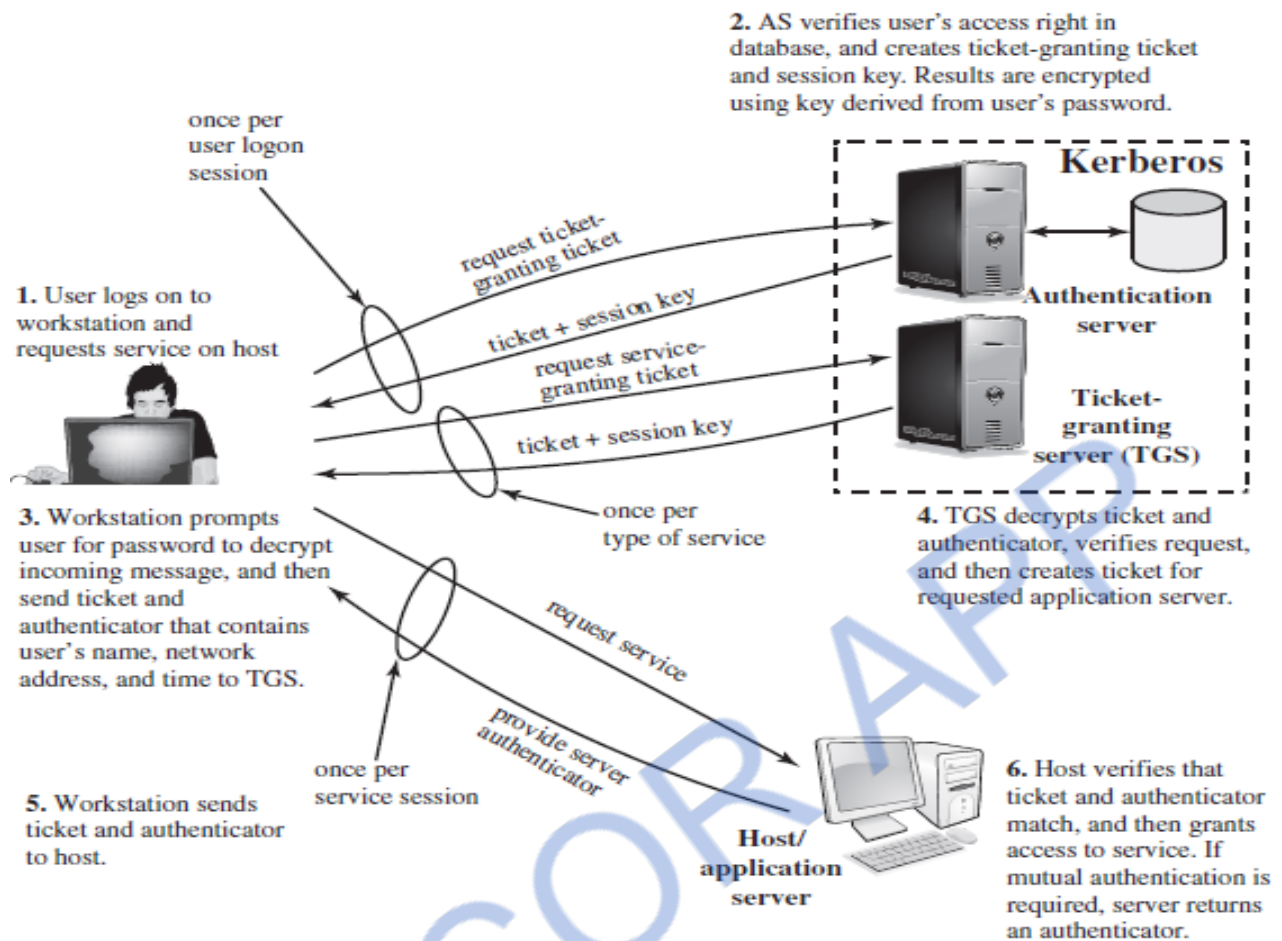 2. AS verifies user's access right in
database, and creates ticket-granting ticket
and session key. Results are encrypted
using key derived from user's password.
once per
user logon
session
Kerberos
request ticket-
granting ticket
1. User logs on to
workstation and
requests service on host
ticket + session key
Authentication
server
request service-
granting ticket
ticket + session key
Ticket-
granting
server (TGS)
once per
type of service
3. Workstation prompts
user for password to decrypt
incoming message, and then
send ticket and
authenticator that contains
user's name, network
address, and time to TGS.
4. TGS decrypts ticket and
authenticator, verifies request,
and then creates ticket for
requested application server.
request service
provide server
authenticator
once per
service session
5. Workstation sends
ticket and authenticator
to host.
Host/
application
server
6. Host verifies that
ticket and authenticator
match, and then grants
access to service. If
mutual authentication is
required, server returns
an authenticator.
COR APP